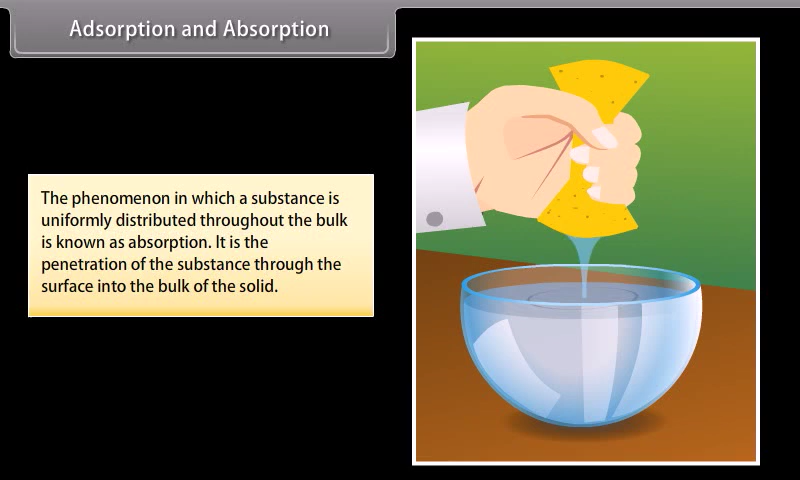 Adsorption and Absorption
The phenomenon in which a substance is
uniformly distributed throughout the bulk
is known as absorption. It is the
penetration of the substance through the
surface into the bulk of the solid.